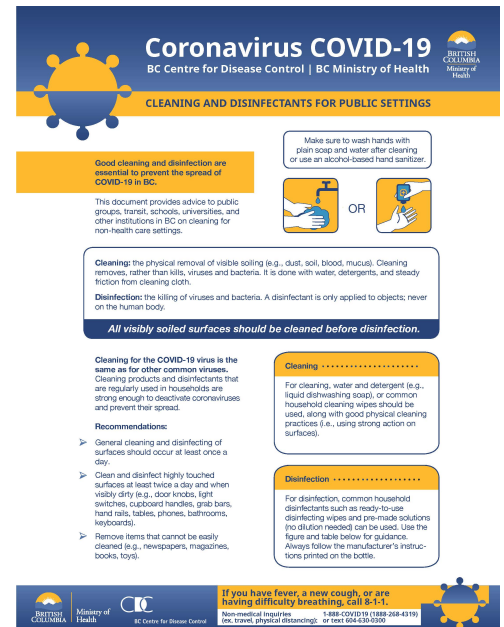 Coronavirus COVID-19
BC Centre for Disease Control | BC Ministry of Health
BRITISH
COLUMBIA
Ministry of
Health
CLEANING AND DISINFECTANTS FOR PUBLIC SETTINGS
Good cleaning and disinfection are
essential to prevent the spread of
COVID-19 in BC.
This document provides advice to public
groups, transit, schools, universities, and
other institutions in BC on cleaning for
non-health care settings.
Make sure to wash hands with
plain soap and water after cleaning
or use an alcohol-based hand sanitizer.
OR
Cleaning: the physical removal of visible soiling (e.g., dust, soil, blood, mucus). Cleaning
removes, rather than kills, viruses and bacteria. It is done with water, detergents, and steady
friction from cleaning cloth.
Disinfection: the killing of viruses and bacteria. A disinfectant is only applied to objects; never
on the human body.
All visibly soiled surfaces should be cleaned before disinfection.
Cleaning for the COVID-19 virus is the
same as for other common viruses.
Cleaning products and disinfectants that
are regularly used in households are
strong enough to deactivate coronaviruses
and prevent their spread.
Recommendations:
General cleaning and disinfecting of
surfaces should occur at least once a
day.
Clean and disinfect highly touched
surfaces at least twice a day and when
visibly dirty (e.g., door knobs, light
switches, cupboard handles, grab bars,
hand rails, tables, phones, bathrooms,
keyboards).
Remove items that cannot be easily
cleaned (e.g., newspapers, magazines,
books, toys).
Cleaning
For cleaning, water and detergent (e.g.,
liquid dishwashing soap), or common
household cleaning wipes should be
used, along with good physical cleaning
practices (i.e., using strong action on
surfaces).
Disinfection
For disinfection, common household
disinfectants such as ready-to-use
disinfecting wipes and pre-made solutions
(no dilution needed) can be used. Use the
figure and table below for guidance.
Always follow the manufacturer's instruc-
tions printed on the bottle.
BRITISH
COLUMBIA
Ministry of
Health
BC Centre for Disease Control
If you have fever, a new cough, or are
having difficulty breathing, call 8-1-1.
Non-medical inquiries 1-888-COVID19 (1888-268-4319)
(ex. travel, physical distancing): or text 604-630-0300